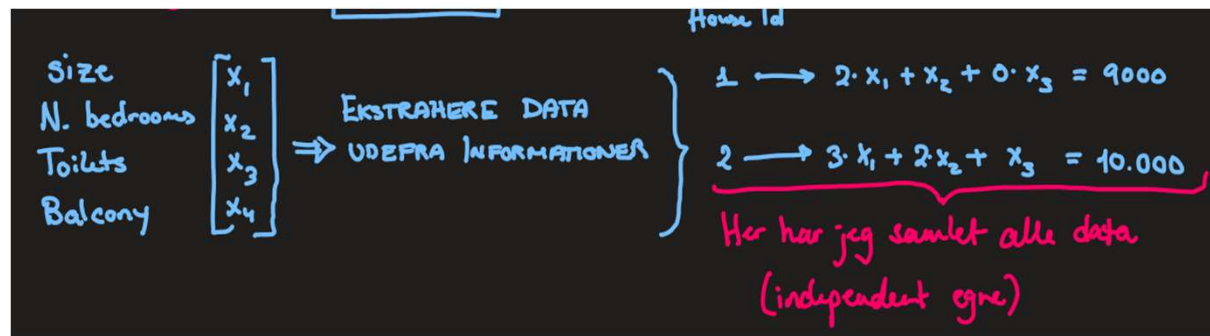 House Id
size [x₁
N. bedrooms x₂
Toilets x₃
Balcony x₄]
⇒ EKSTRAHERE DATA
UDEFRA INFORMATIONER }
1 → 2·x₁ + x₂ + 0·x₃ = 9000
2 → 3·x₁ + 2·x₂ + x₃ = 10.000
Her har jeg samlet alle data
(independent egne)